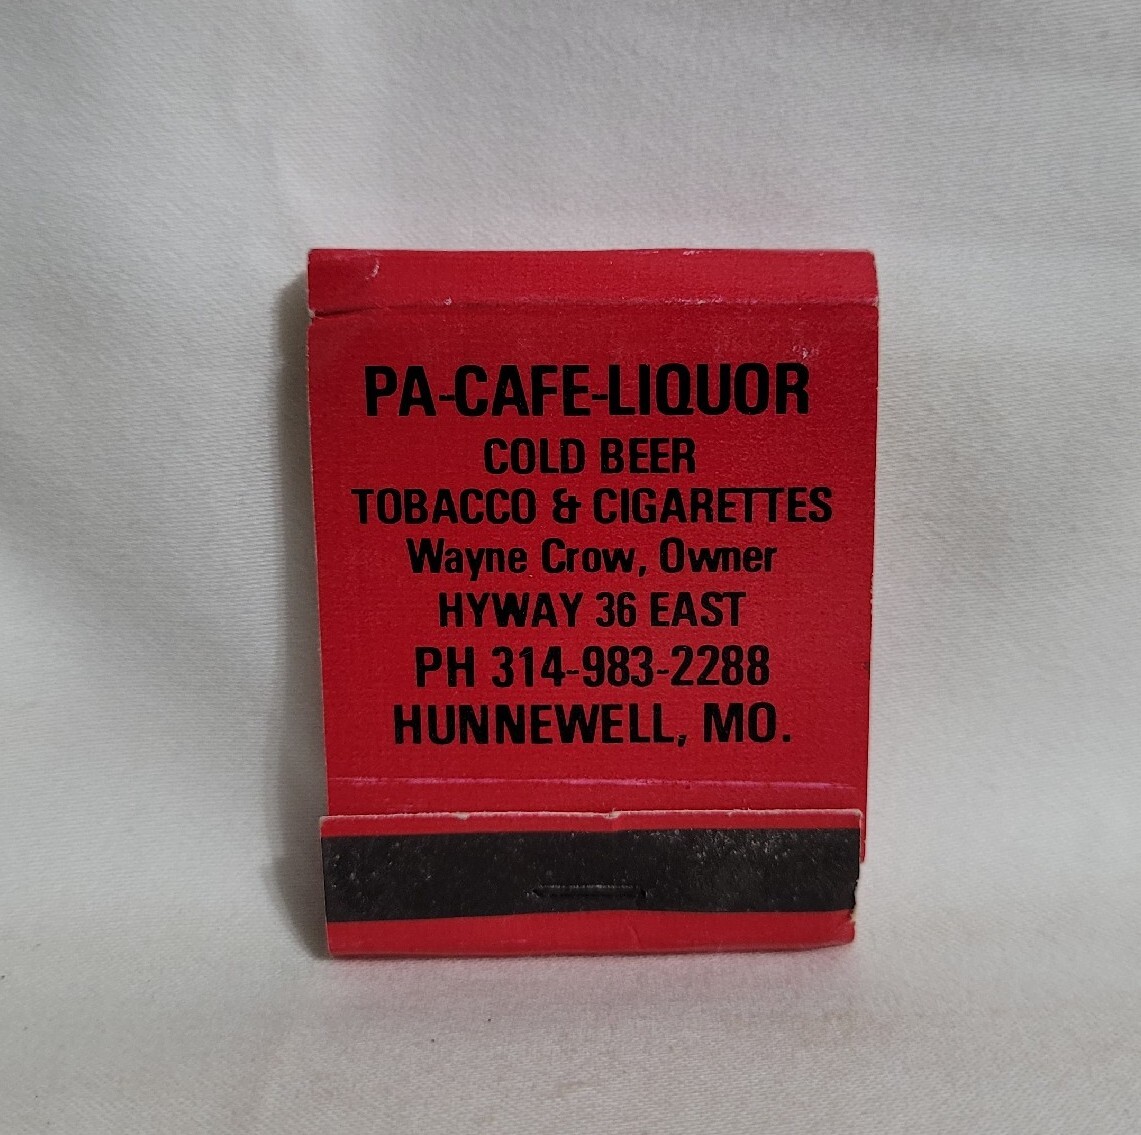 PA-CAFE-LIQUOR
COLD BEER
TOBACCO & CIGARETTES
Wayne Crow, Owner
HYWAY 36 EAST
PH 314-983-2288
HUNNEWELL, MO.